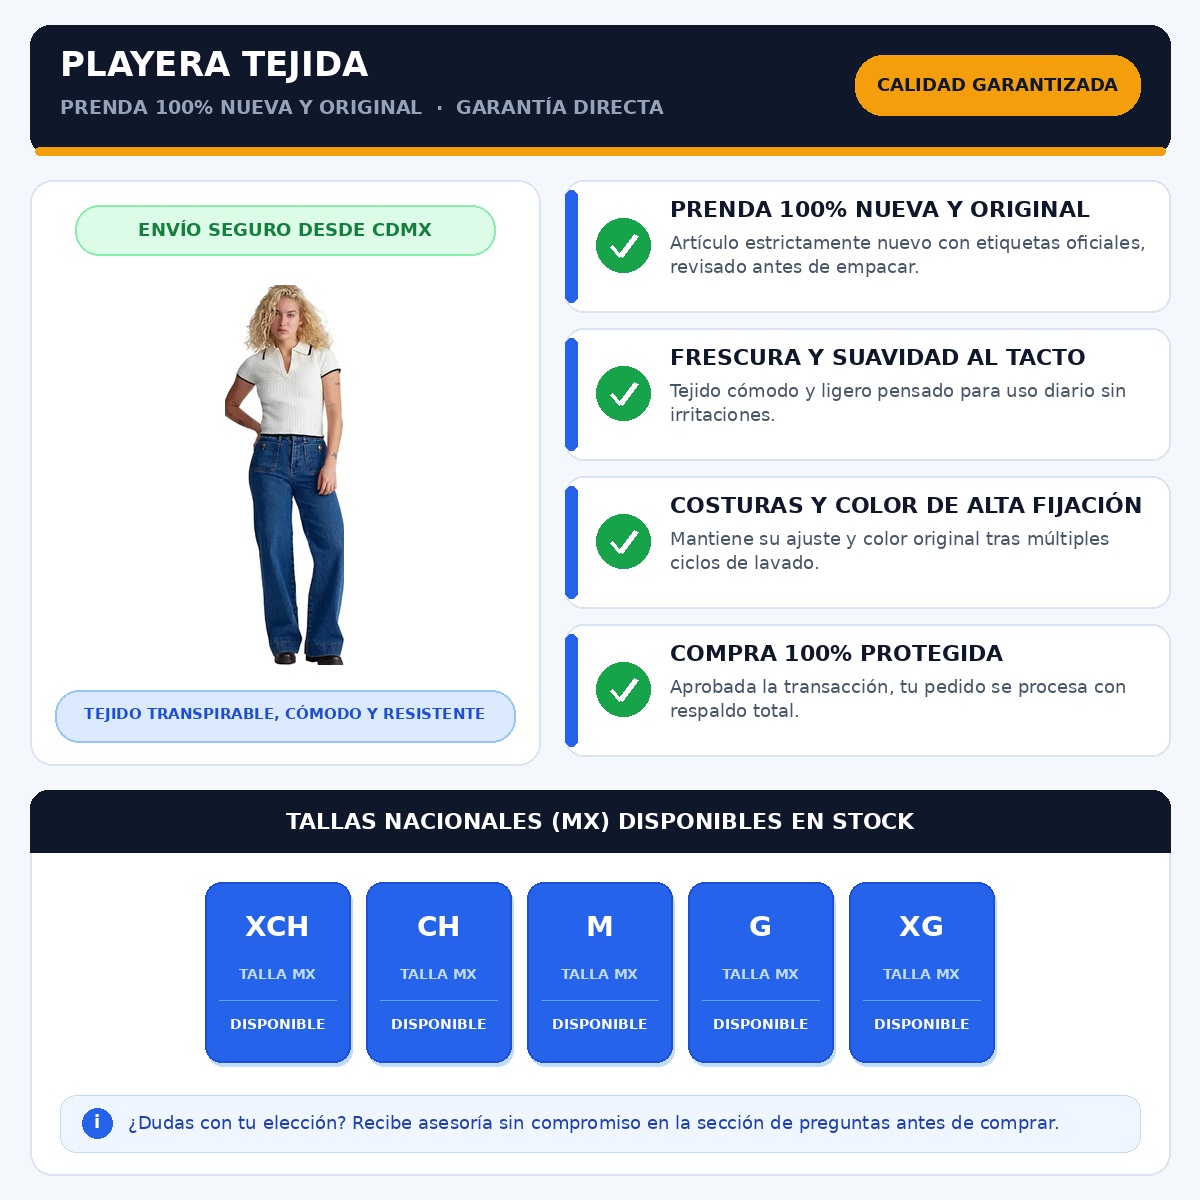 PLAYERA TEJIDA
PRENDA 100% NUEVA Y ORIGINAL · GARANTÍA DIRECTA
CALIDAD GARANTIZADA
ENVÍO SEGURO DESDE CDMX
TEJIDO TRANSPIRABLE, CÓMODO Y RESISTENTE
PRENDA 100% NUEVA Y ORIGINAL
Artículo estrictamente nuevo con etiquetas oficiales,
revisado antes de empacar.
FRESCURA Y SUAVIDAD AL TACTO
Tejido cómodo y ligero pensado para uso diario sin
irritaciones.
COSTURAS Y COLOR DE ALTA FIJACIÓN
Mantiene su ajuste y color original tras múltiples
ciclos de lavado.
COMPRA 100% PROTEGIDA
Aprobada la transacción, tu pedido se procesa con
respaldo total.
TALLAS NACIONALES (MX) DISPONIBLES EN STOCK
XCH
TALLA MX
DISPONIBLE
CH
TALLA MX
DISPONIBLE
M
TALLA MX
DISPONIBLE
G
TALLA MX
DISPONIBLE
XG
TALLA MX
DISPONIBLE
i
¿Dudas con tu elección? Recibe asesoría sin compromiso en la sección de preguntas antes de comprar.